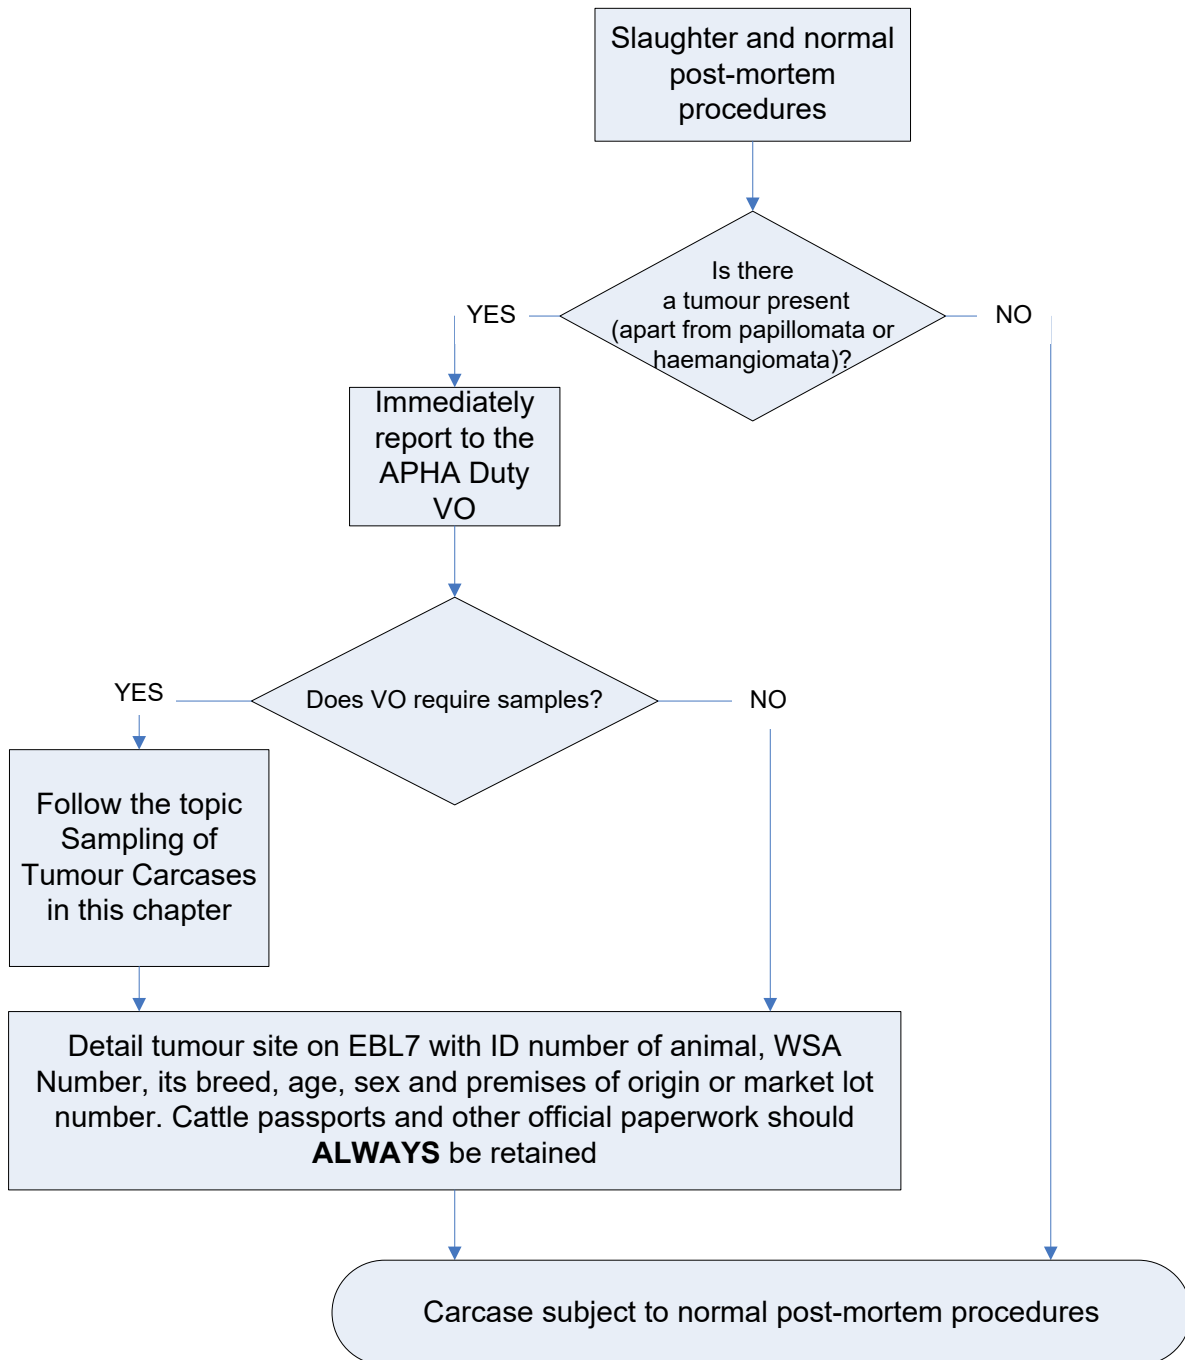 Slaughter and normal
post-mortem
procedures
Is there
a tumour present
(apart from papillomata or
haemangiomata)?
YES
NO
Immediately
report to the
APHA Duty
VO
Does VO require samples?
YES
NO
Follow the topic
Sampling of
Tumour Carcases
in this chapter
Detail tumour site on EBL7 with ID number of animal, WSA
Number, its breed, age, sex and premises of origin or market lot
number. Cattle passports and other official paperwork should
ALWAYS be retained
Carcase subject to normal post-mortem procedures